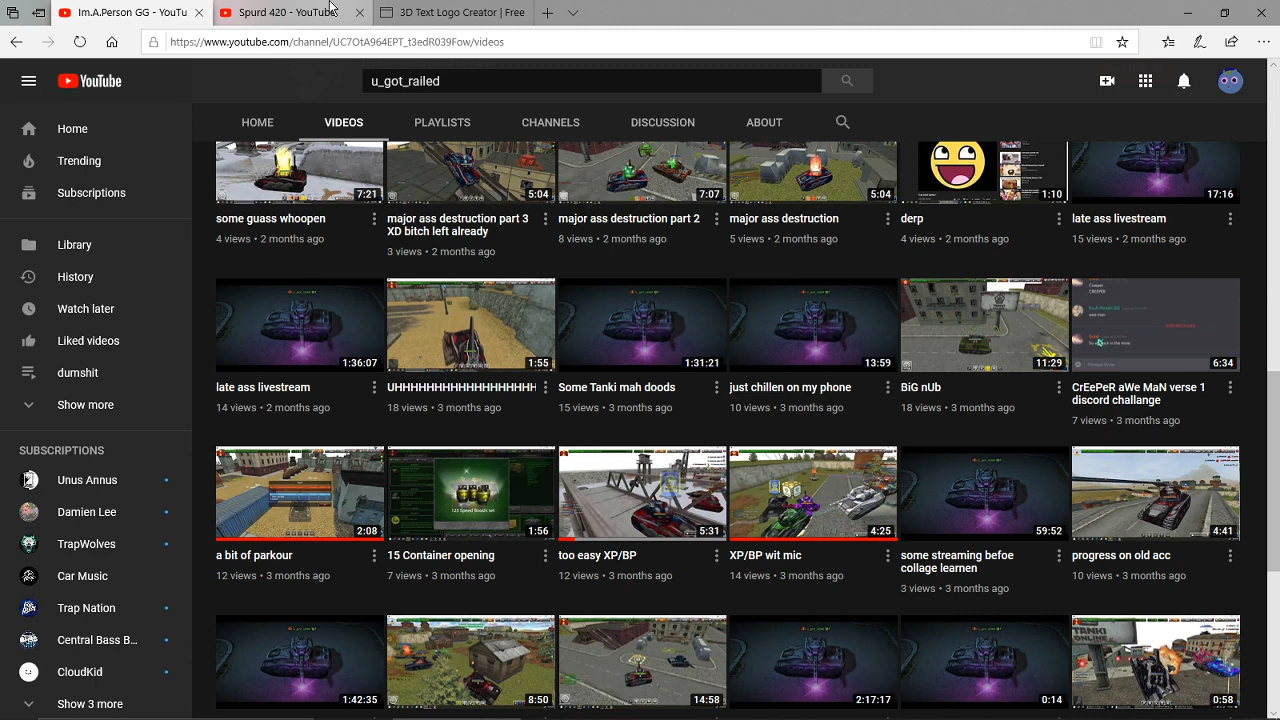 Im.A.Person GG - YouTu
Spurd 420 - YouTube
3D Text Logo Creator | Free
https://www.youtube.com/channel/UC7OtA964EPT_t3edR039Fow/videos
YouTube
u_got_railed
Home
Trending
Subscriptions
Library
History
Watch later
Liked videos
dumshit
Show more
SUBSCRIPTIONS
Unus Annus
Damien Lee
TrapWolves
Car Music
Trap Nation
Central Bass B...
CloudKid
Show 3 more
HOME VIDEOS PLAYLISTS CHANNELS DISCUSSION ABOUT
7:21
5:04
7:07
5:04
1:10
17:16
some guass whoopen
4 views • 2 months ago
major ass destruction part 3
XD bitch left already
3 views • 2 months ago
major ass destruction part 2
8 views • 2 months ago
major ass destruction
5 views • 2 months ago
derp
4 views • 2 months ago
late ass livestream
15 views • 2 months ago
1:36:07
1:55
1:31:21
13:59
11:29
Creeper
CREEPER
aww man
6:34
late ass livestream
14 views • 2 months ago
UHHHHHHHHHHHHHHHHHH
18 views • 3 months ago
Some Tanki mah doods
15 views • 3 months ago
just chillen on my phone
10 views • 3 months ago
BiG nUb
18 views • 3 months ago
CrEePeR aWe MaN verse 1
discord challange
7 views • 3 months ago
2:08
125 Speed Boosts set
1:56
5:31
4:25
59:52
4:41
a bit of parkour
12 views • 3 months ago
15 Container opening
7 views • 3 months ago
too easy XP/BP
12 views • 3 months ago
XP/BP wit mic
14 views • 3 months ago
some streaming befoe
collage learnen
3 views • 3 months ago
progress on old acc
10 views • 3 months ago
1:42:35
8:50
14:58
2:17:17
0:14
TANKI
ONLINE
0:58